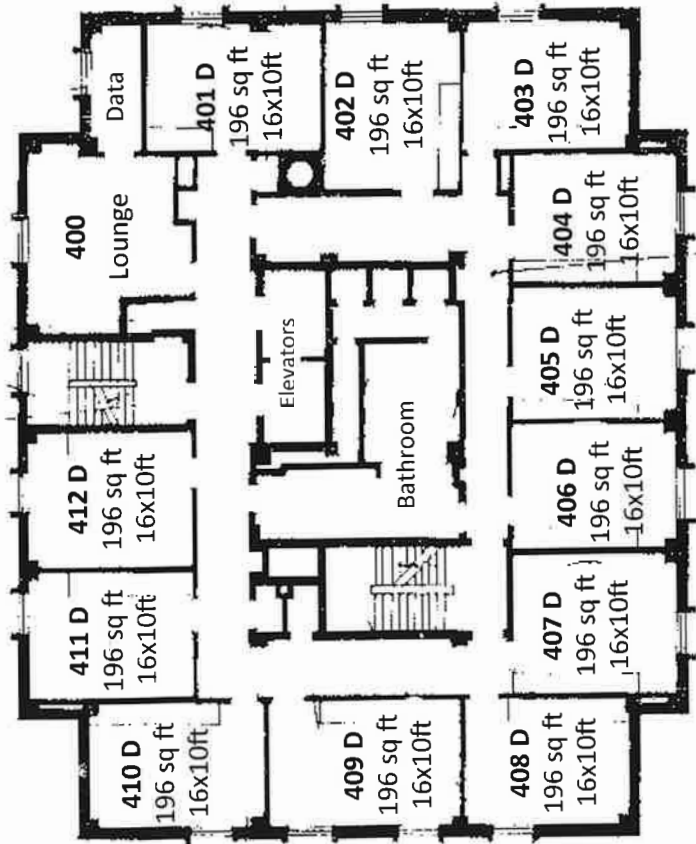 Data
401 D
196 sq ft
16x10ft
402 D
196 sq ft
16x10ft
403 D
196 sq ft
16x10ft
400
Lounge
404 D
196 sq ft
16x10ft
Elevators
405 D
196 sq ft
16x10ft
412 D
196 sq ft
16x10ft
Bathroom
406 D
196 sq ft
16x10ft
411 D
196 sq ft
16x10ft
407 D
196 sq ft
16x10ft
410 D
196 sq ft
16x10ft
409 D
196 sq ft
16x10ft
408 D
196 sq ft
16x10ft